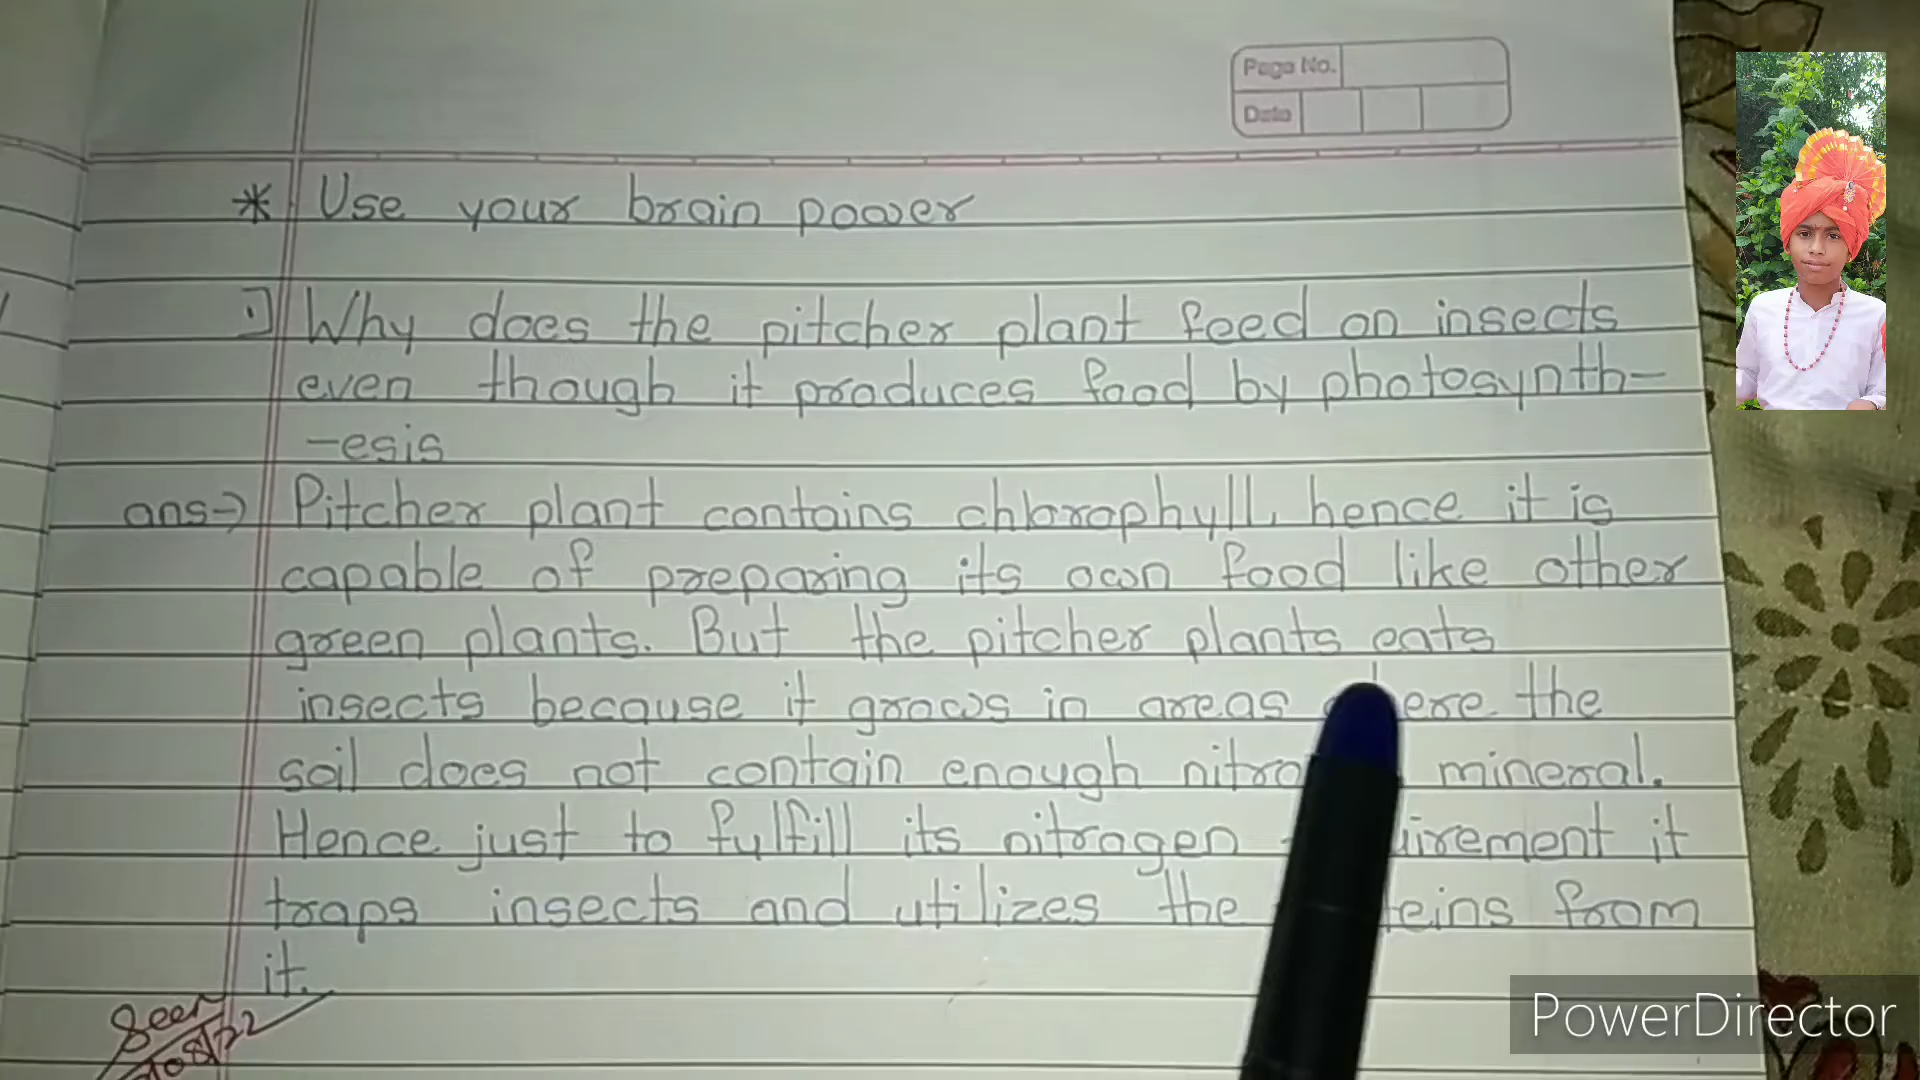 Page No.
Date
* Use your brain power
1) Why does the pitcher plant feed on insects
even though it produces food by photosynth-
-esis
ans-> Pitcher plant contains chlorophyll, hence it is
capable of preparing its own food like other
green plants. But the pitcher plants eats
insects because it grows in areas the
soil does not contain enough mineral.
Hence just to fulfill its nitrogen it
traps insects and utilizes the from
it.
Seen
PowerDirector